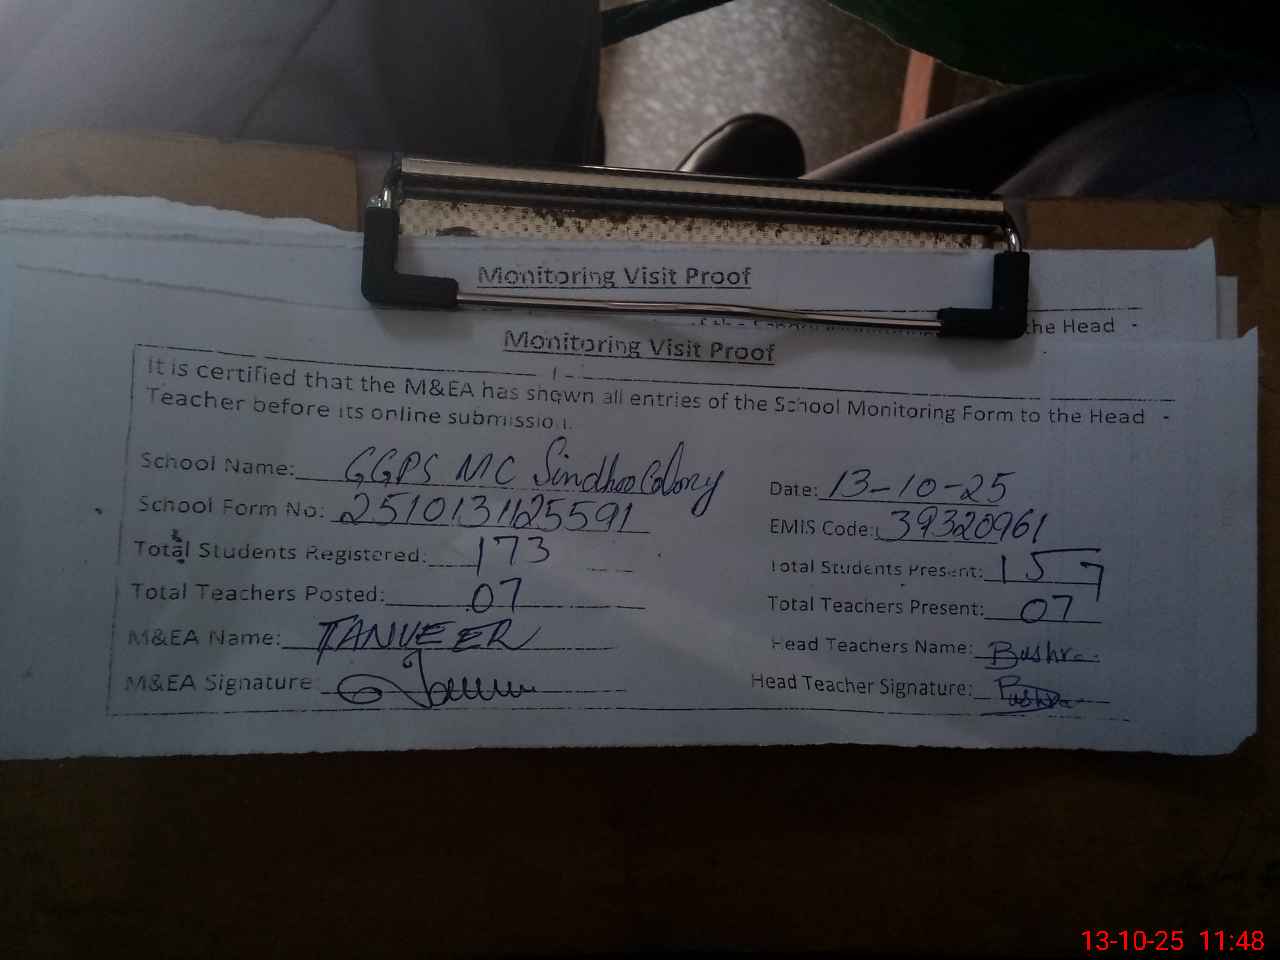 Monitoring Visit Proof
the Head -
Monitoring Visit Proof
It is certified that the M&EA has shown all entries of the School Monitoring Form to the Head -
Teacher before its online submission.
School Name: GGPS MC Sindhoo Colony
Date: 13-10-25
School Form No: 2510131125591
EMIS Code: 39320961
Total Students Registered: 173
Total Students Present: 157
Total Teachers Posted: 07
Total Teachers Present: 07
M&EA Name: TANVEER
Head Teachers Name: Bushra
M&EA Signature:
Head Teacher Signature: Bushra
13-10-25 11:48